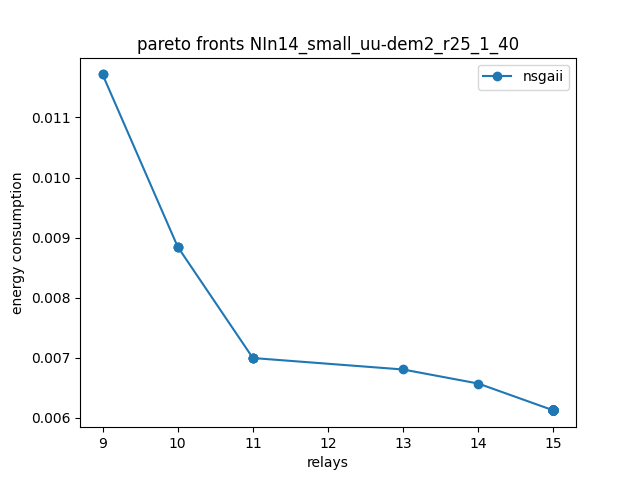 pareto fronts NIn14_small_uu-dem2_r25_1_40
nsgaii
0.011
0.010
0.009
0.008
0.007
0.006
energy consumption
9 10 11 12 13 14 15
relays